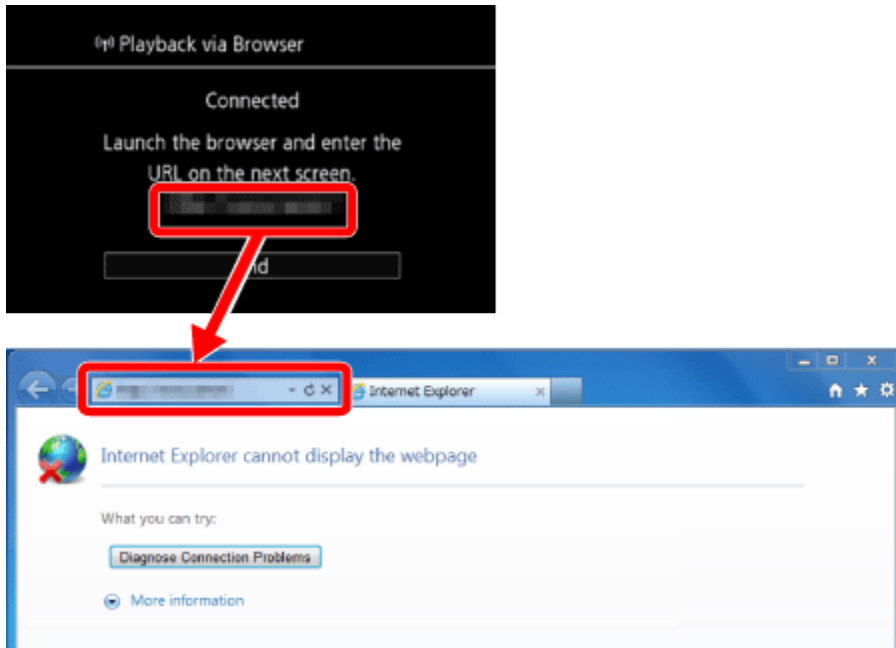 Playback via Browser
Connected
Launch the browser and enter the
URL on the next screen.
Internet Explorer
Internet Explorer cannot display the webpage
What you can try:
Diagnose Connection Problems
More information